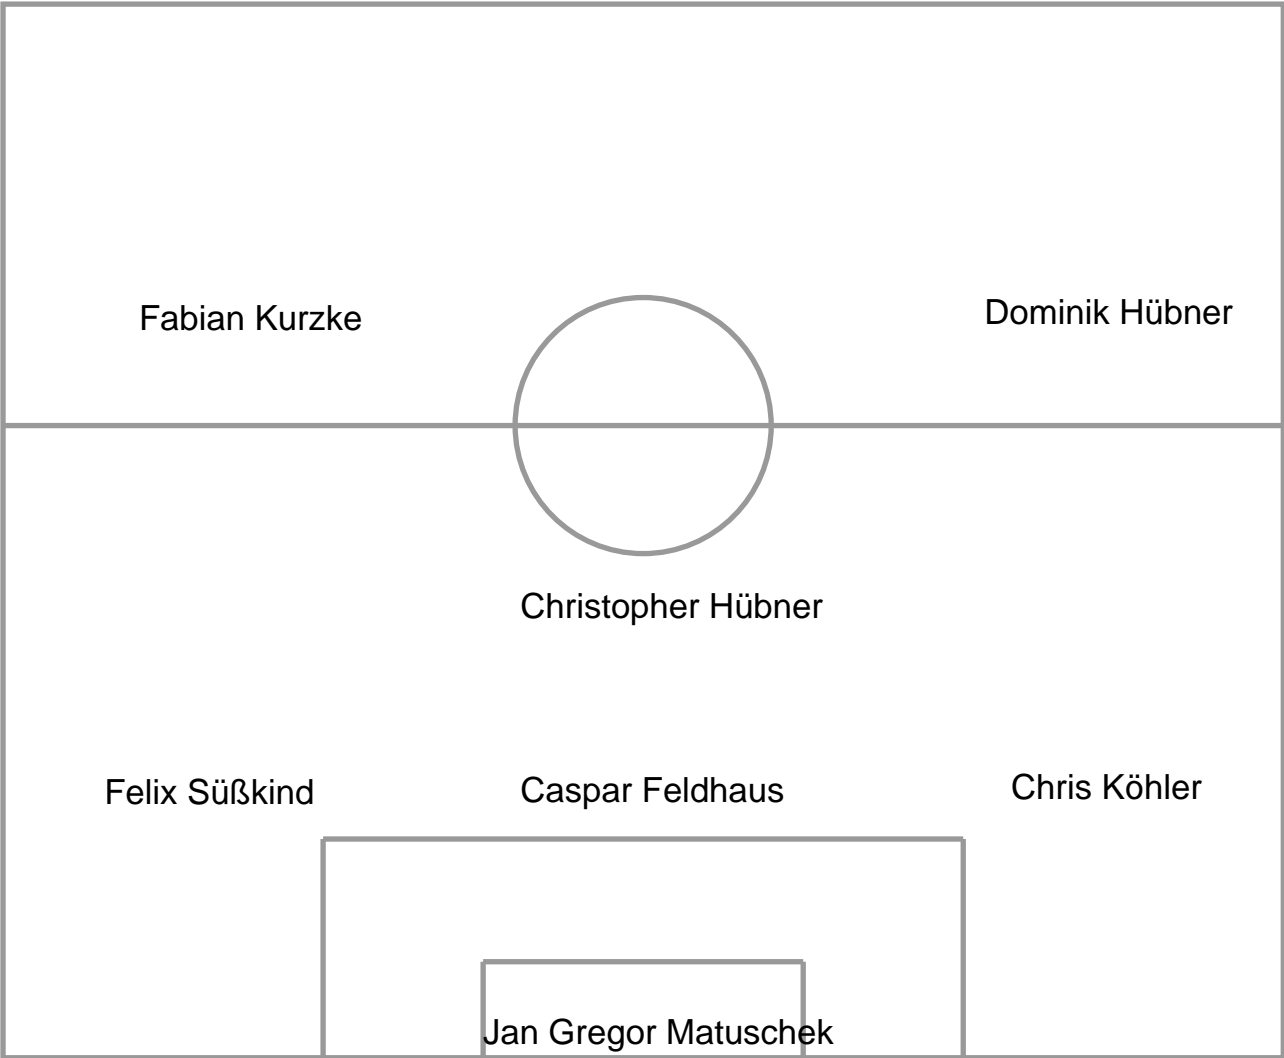 Fabian Kurzke
Dominik Hübner
Christopher Hübner
Felix Süßkind
Caspar Feldhaus
Chris Köhler
Jan Gregor Matuschek